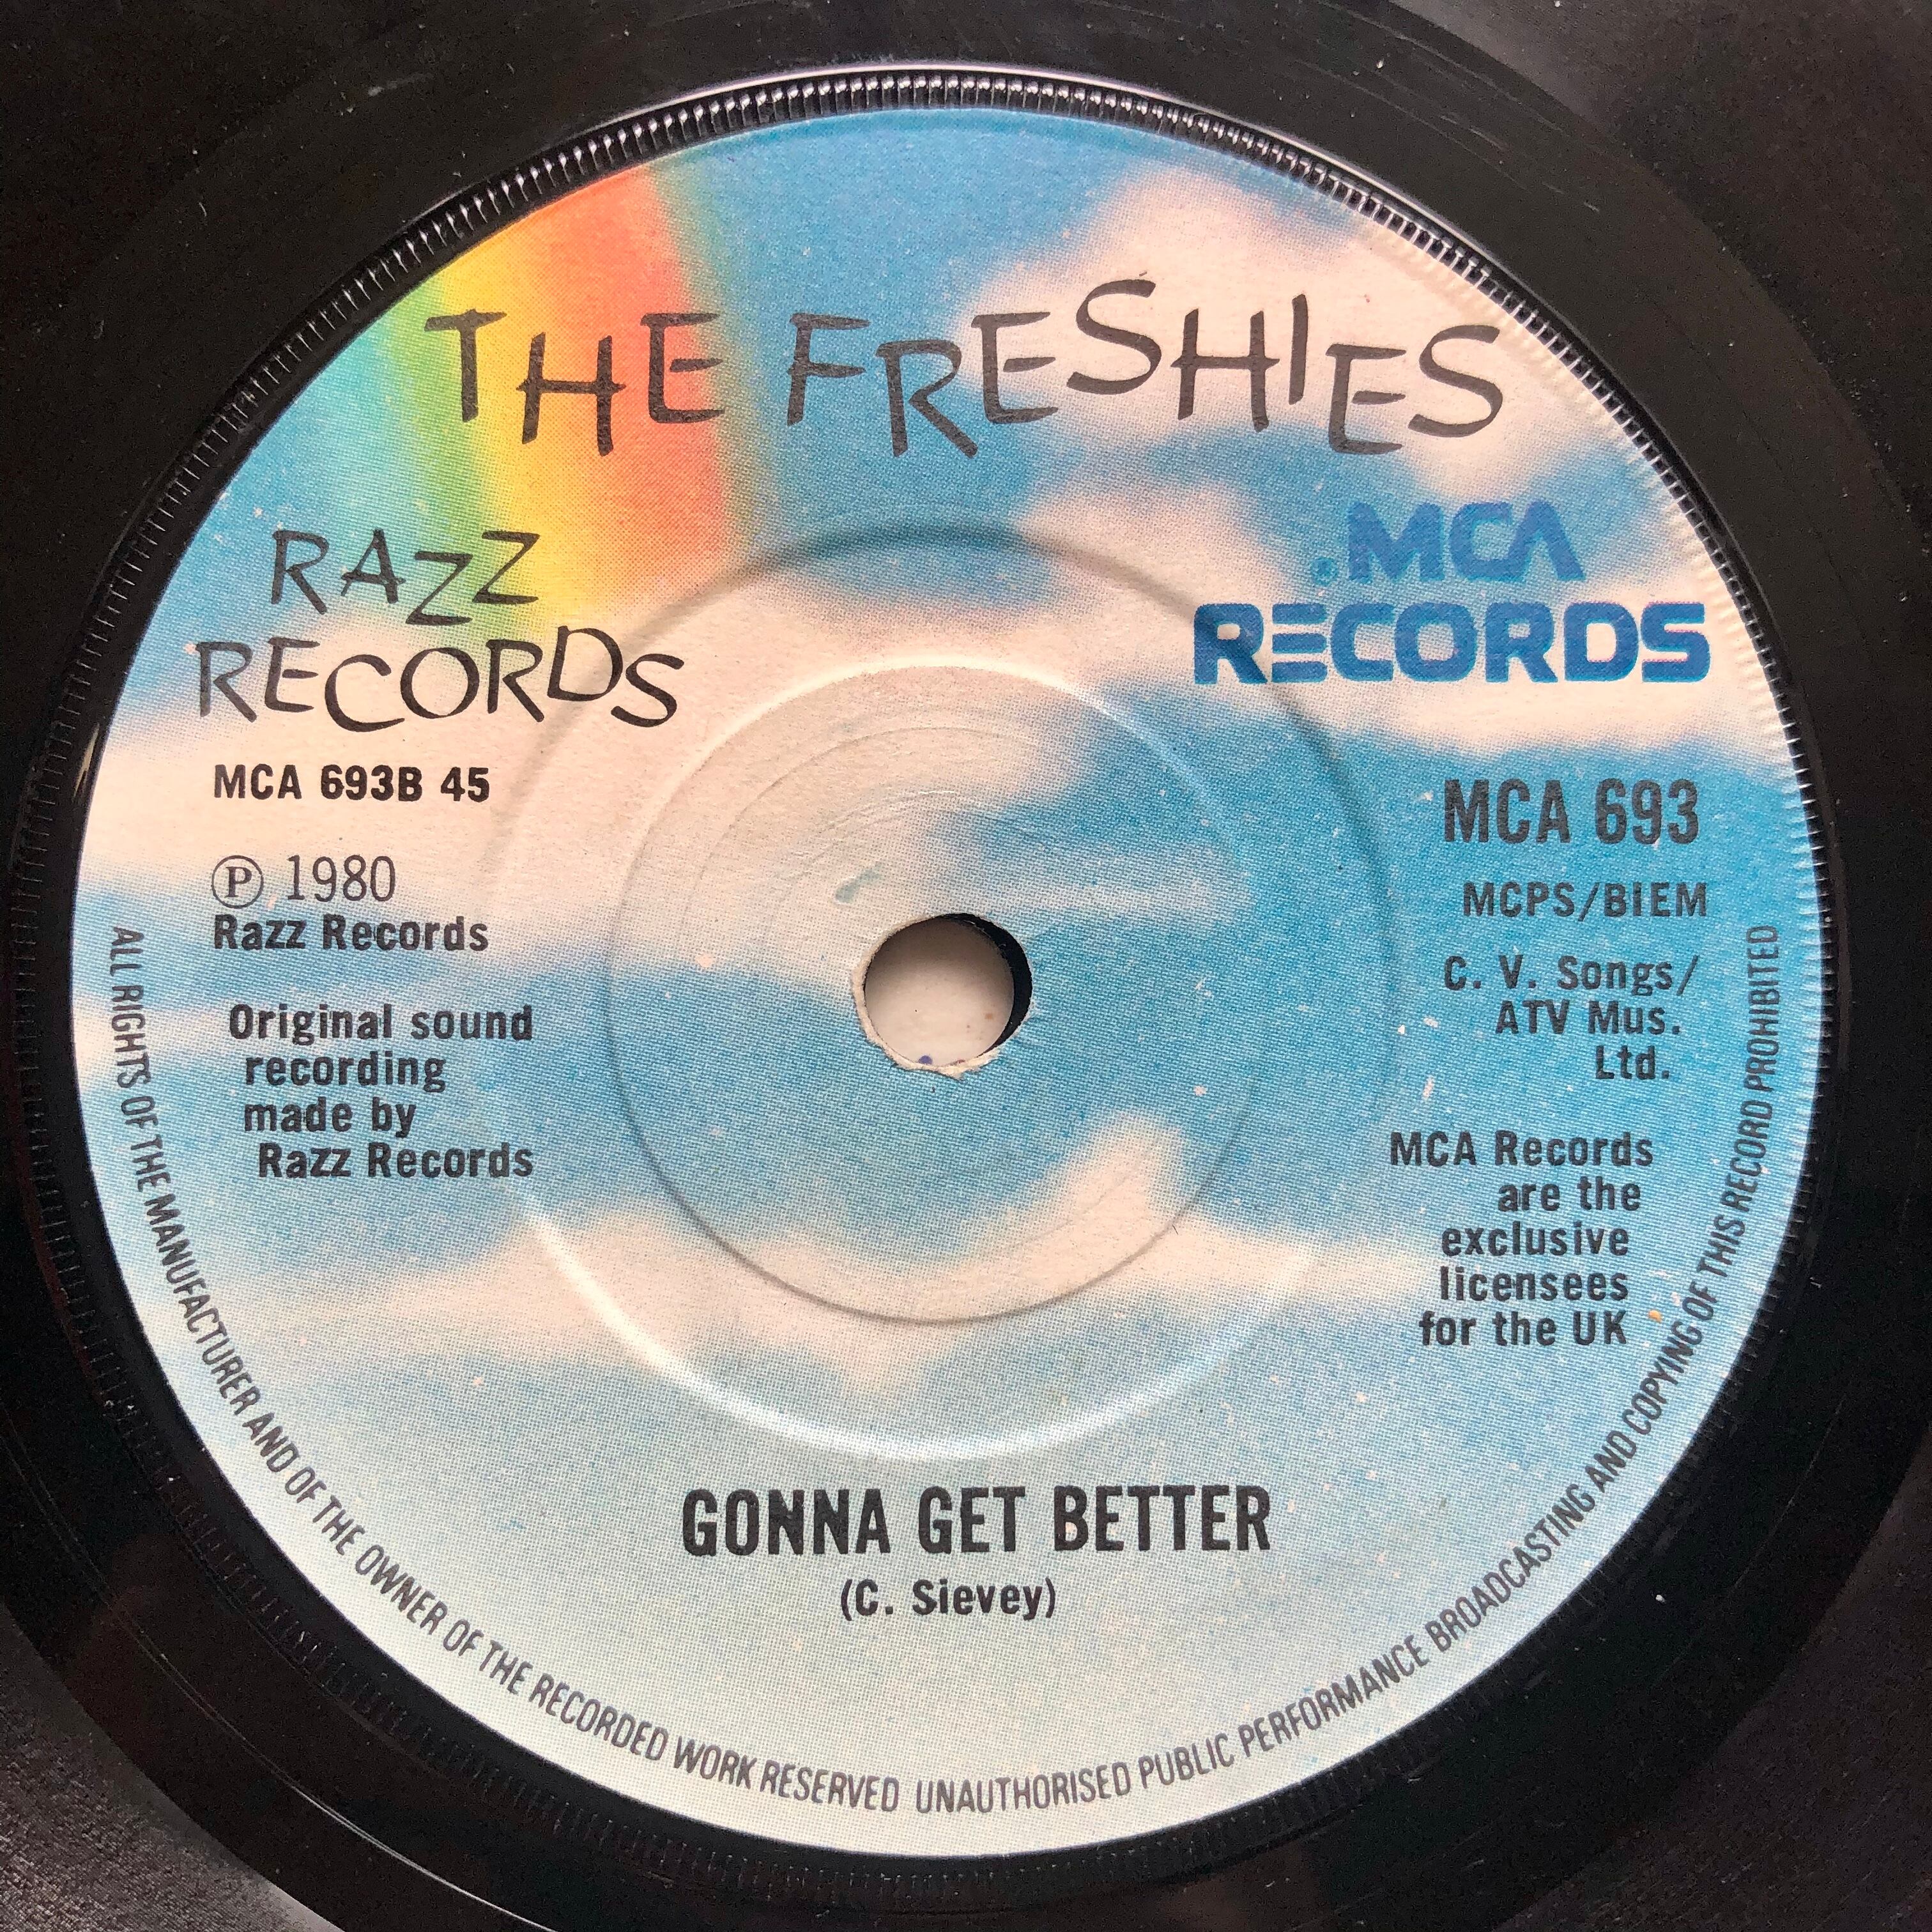 THE FRESHIES
RAZZ
RECORDS
MCA
RECORDS
MCA 693B 45
Ⓟ 1980
Razz Records
Original sound
recording
made by
Razz Records
MCA 693
MCPS/BIEM
C. V. Songs/
ATV Mus.
Ltd.
MCA Records
are the
exclusive
licensees
for the UK
GONNA GET BETTER
(C. Sievey)
ALL RIGHTS OF THE MANUFACTURER AND OF THE OWNER OF THE RECORDED WORK RESERVED UNAUTHORISED PUBLIC PERFORMANCE BROADCASTING AND COPYING OF THIS RECORD PROHIBITED